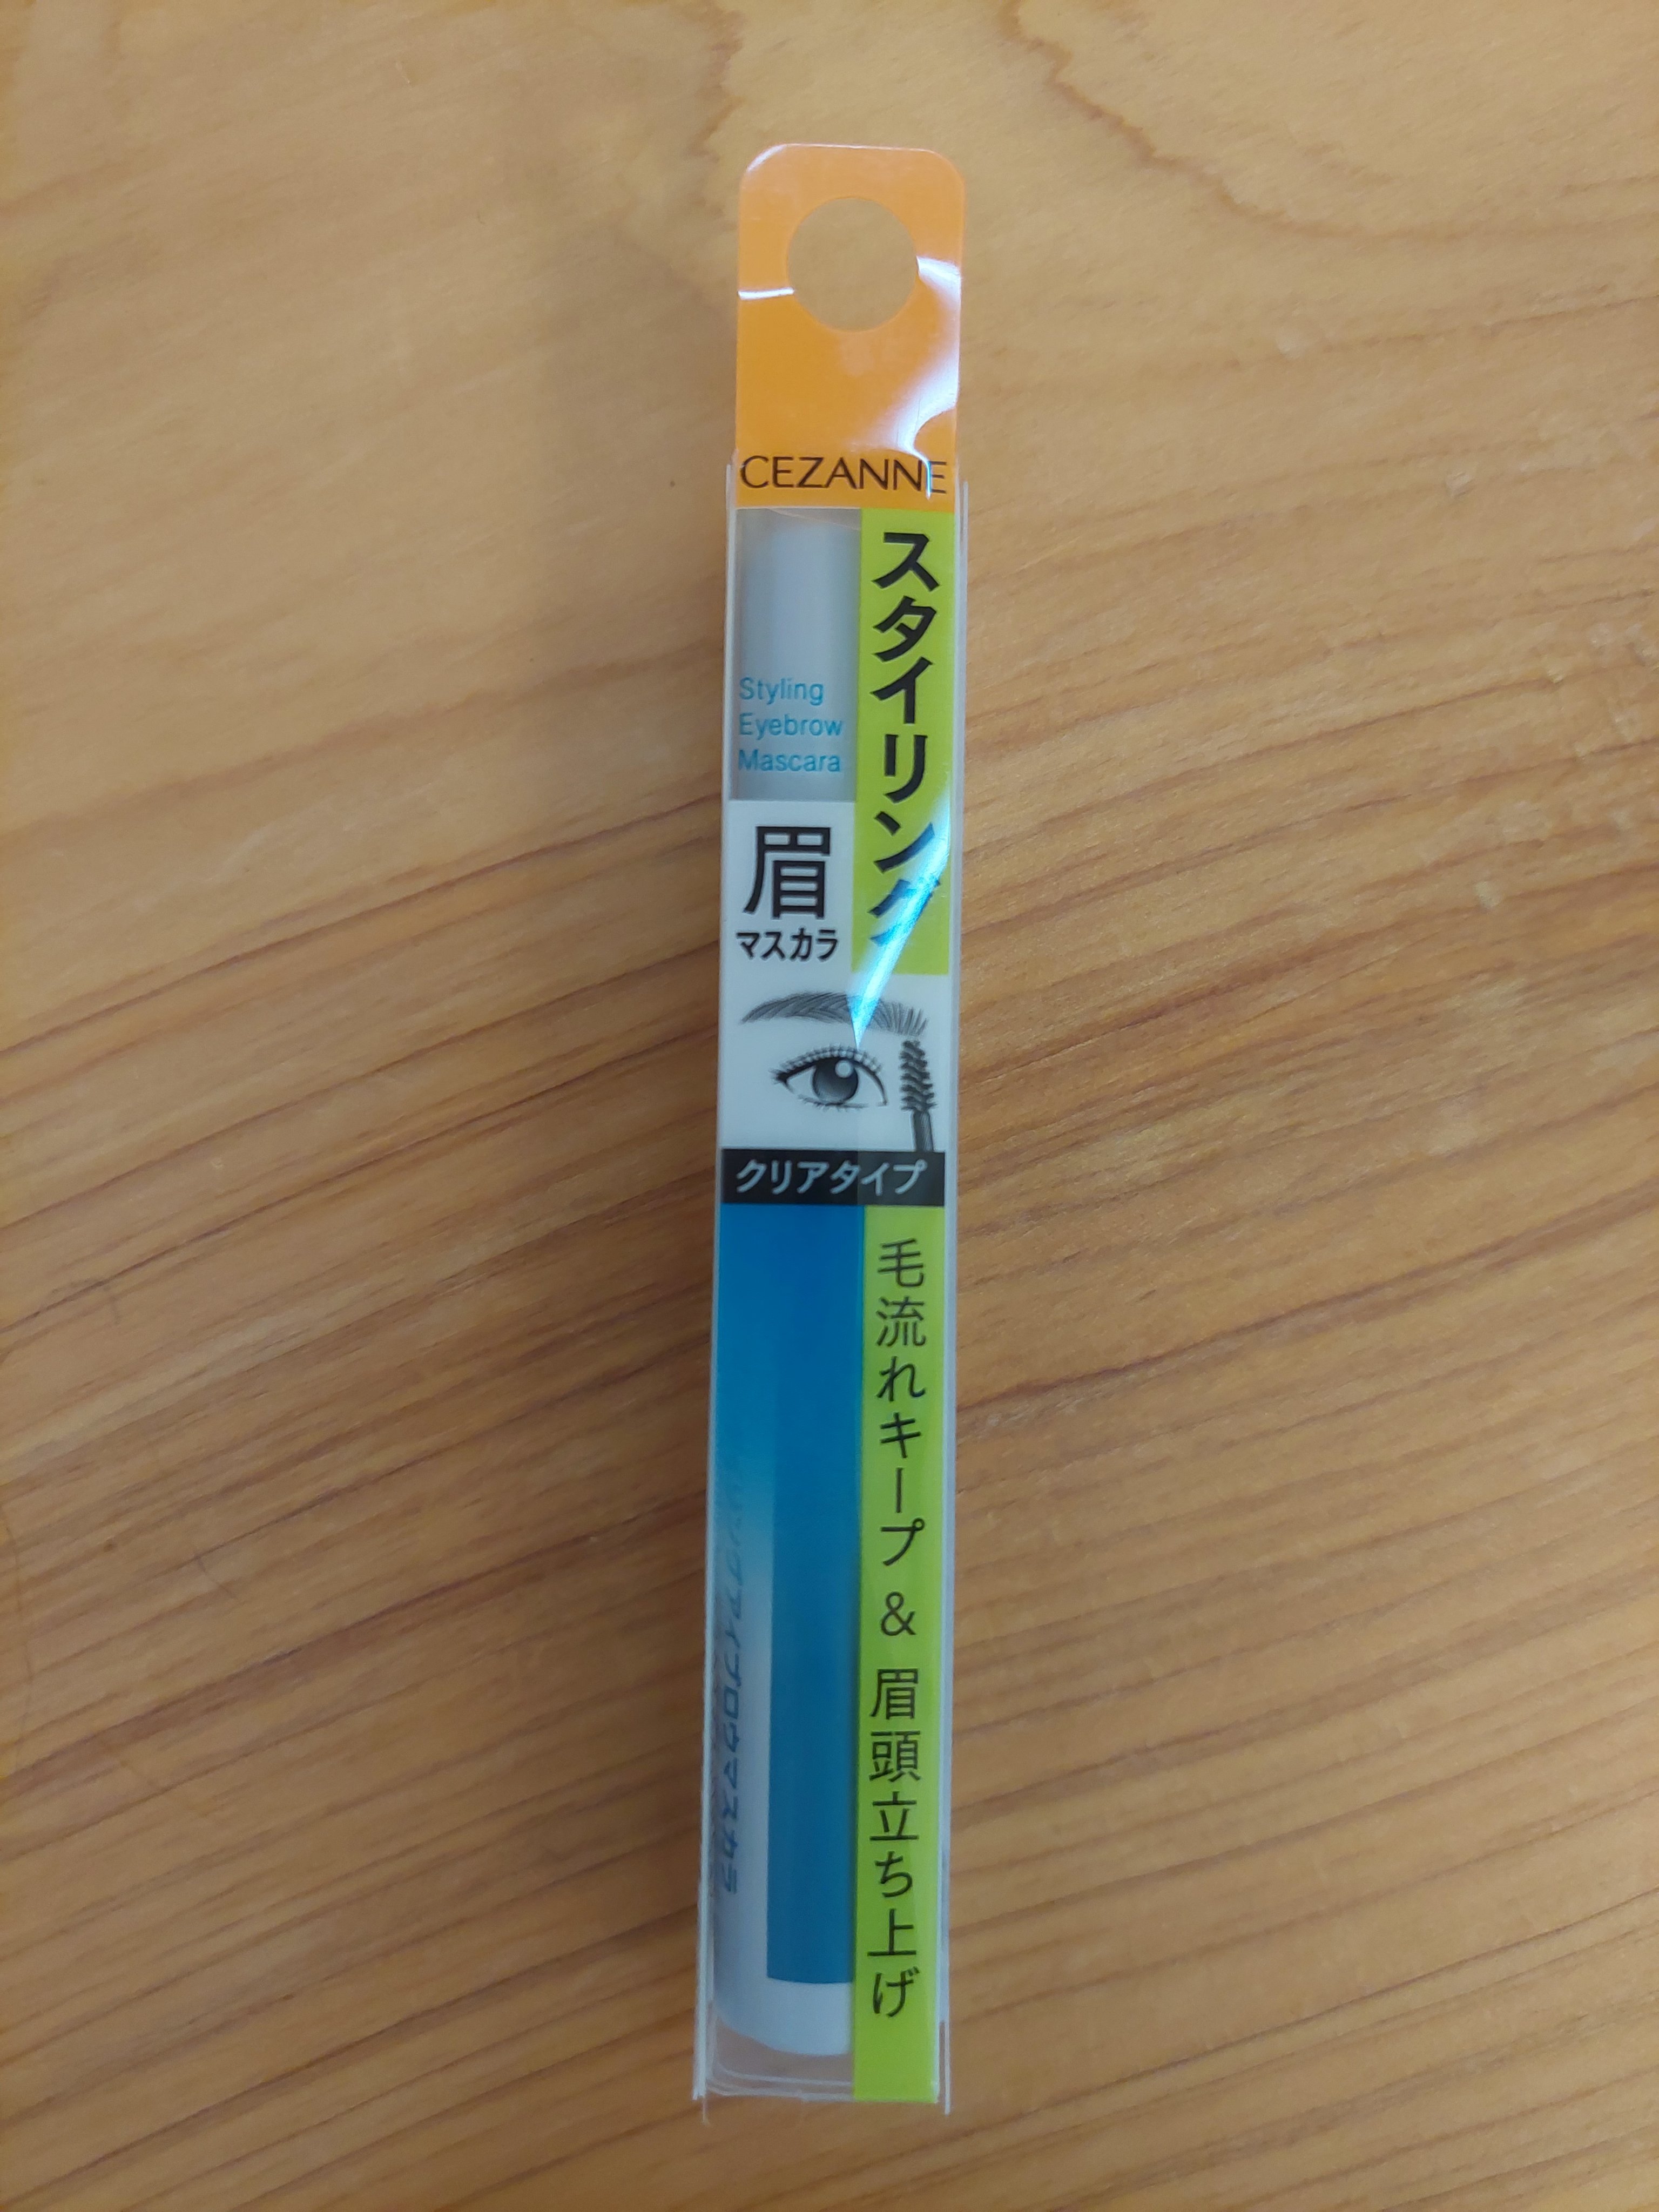 CEZANNE
スタイリング
Styling
Eyebrow
Mascara
眉
マスカラ
クリアタイプ
毛流れキープ & 眉頭立ち上げ